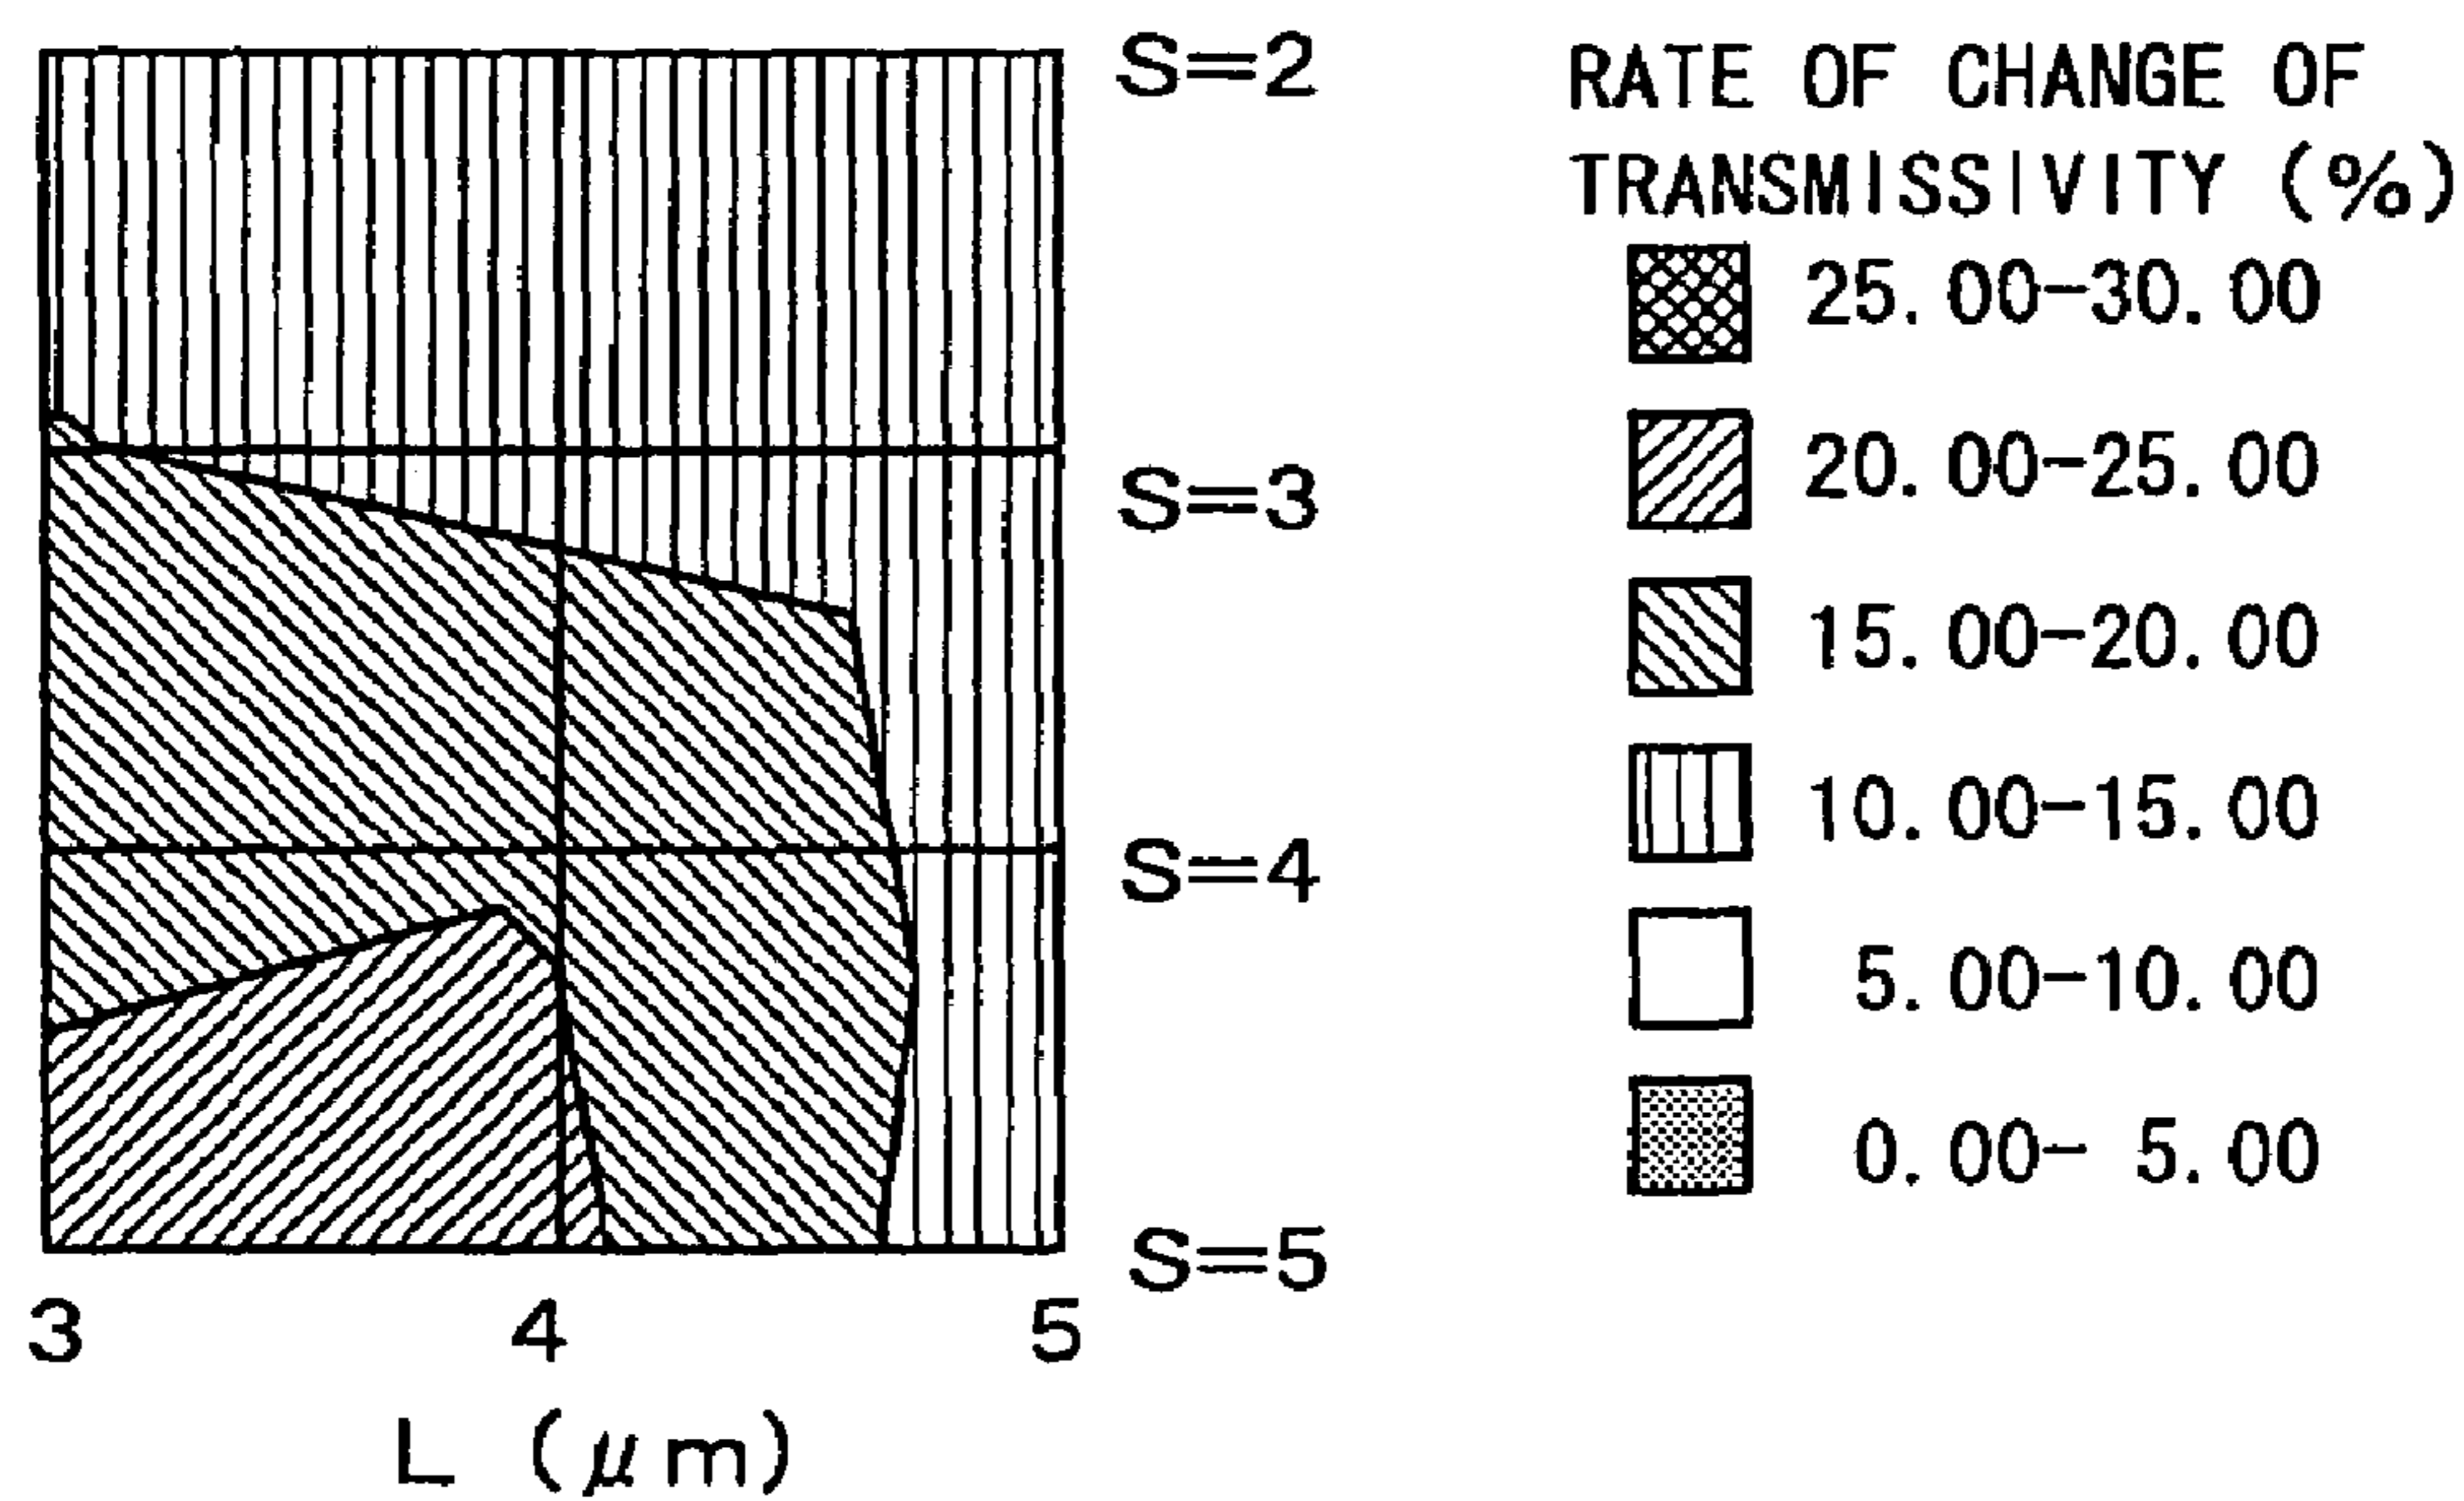 S=2
S=3
S=4
S=5
3 4 5
L (μm)
RATE OF CHANGE OF
TRANSMISSIVITY (%)
25.00-30.00
20.00-25.00
15.00-20.00
10.00-15.00
5.00-10.00
0.00- 5.00